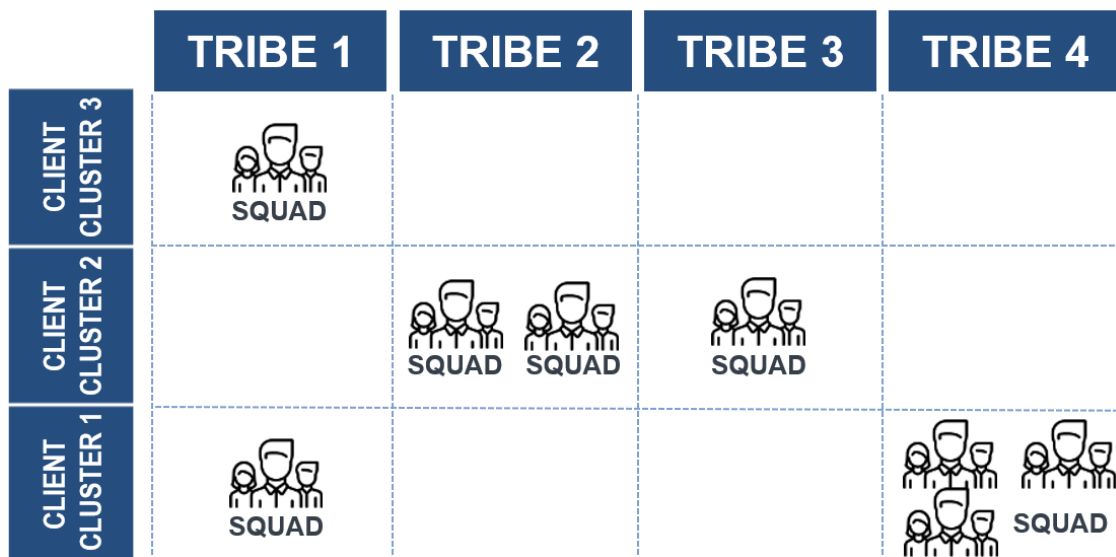 TRIBE 1
TRIBE 2
TRIBE 3
TRIBE 4
CLIENT
CLUSTER 3
SQUAD
CLIENT
CLUSTER 2
SQUAD
SQUAD
SQUAD
CLIENT
CLUSTER 1
SQUAD
SQUAD